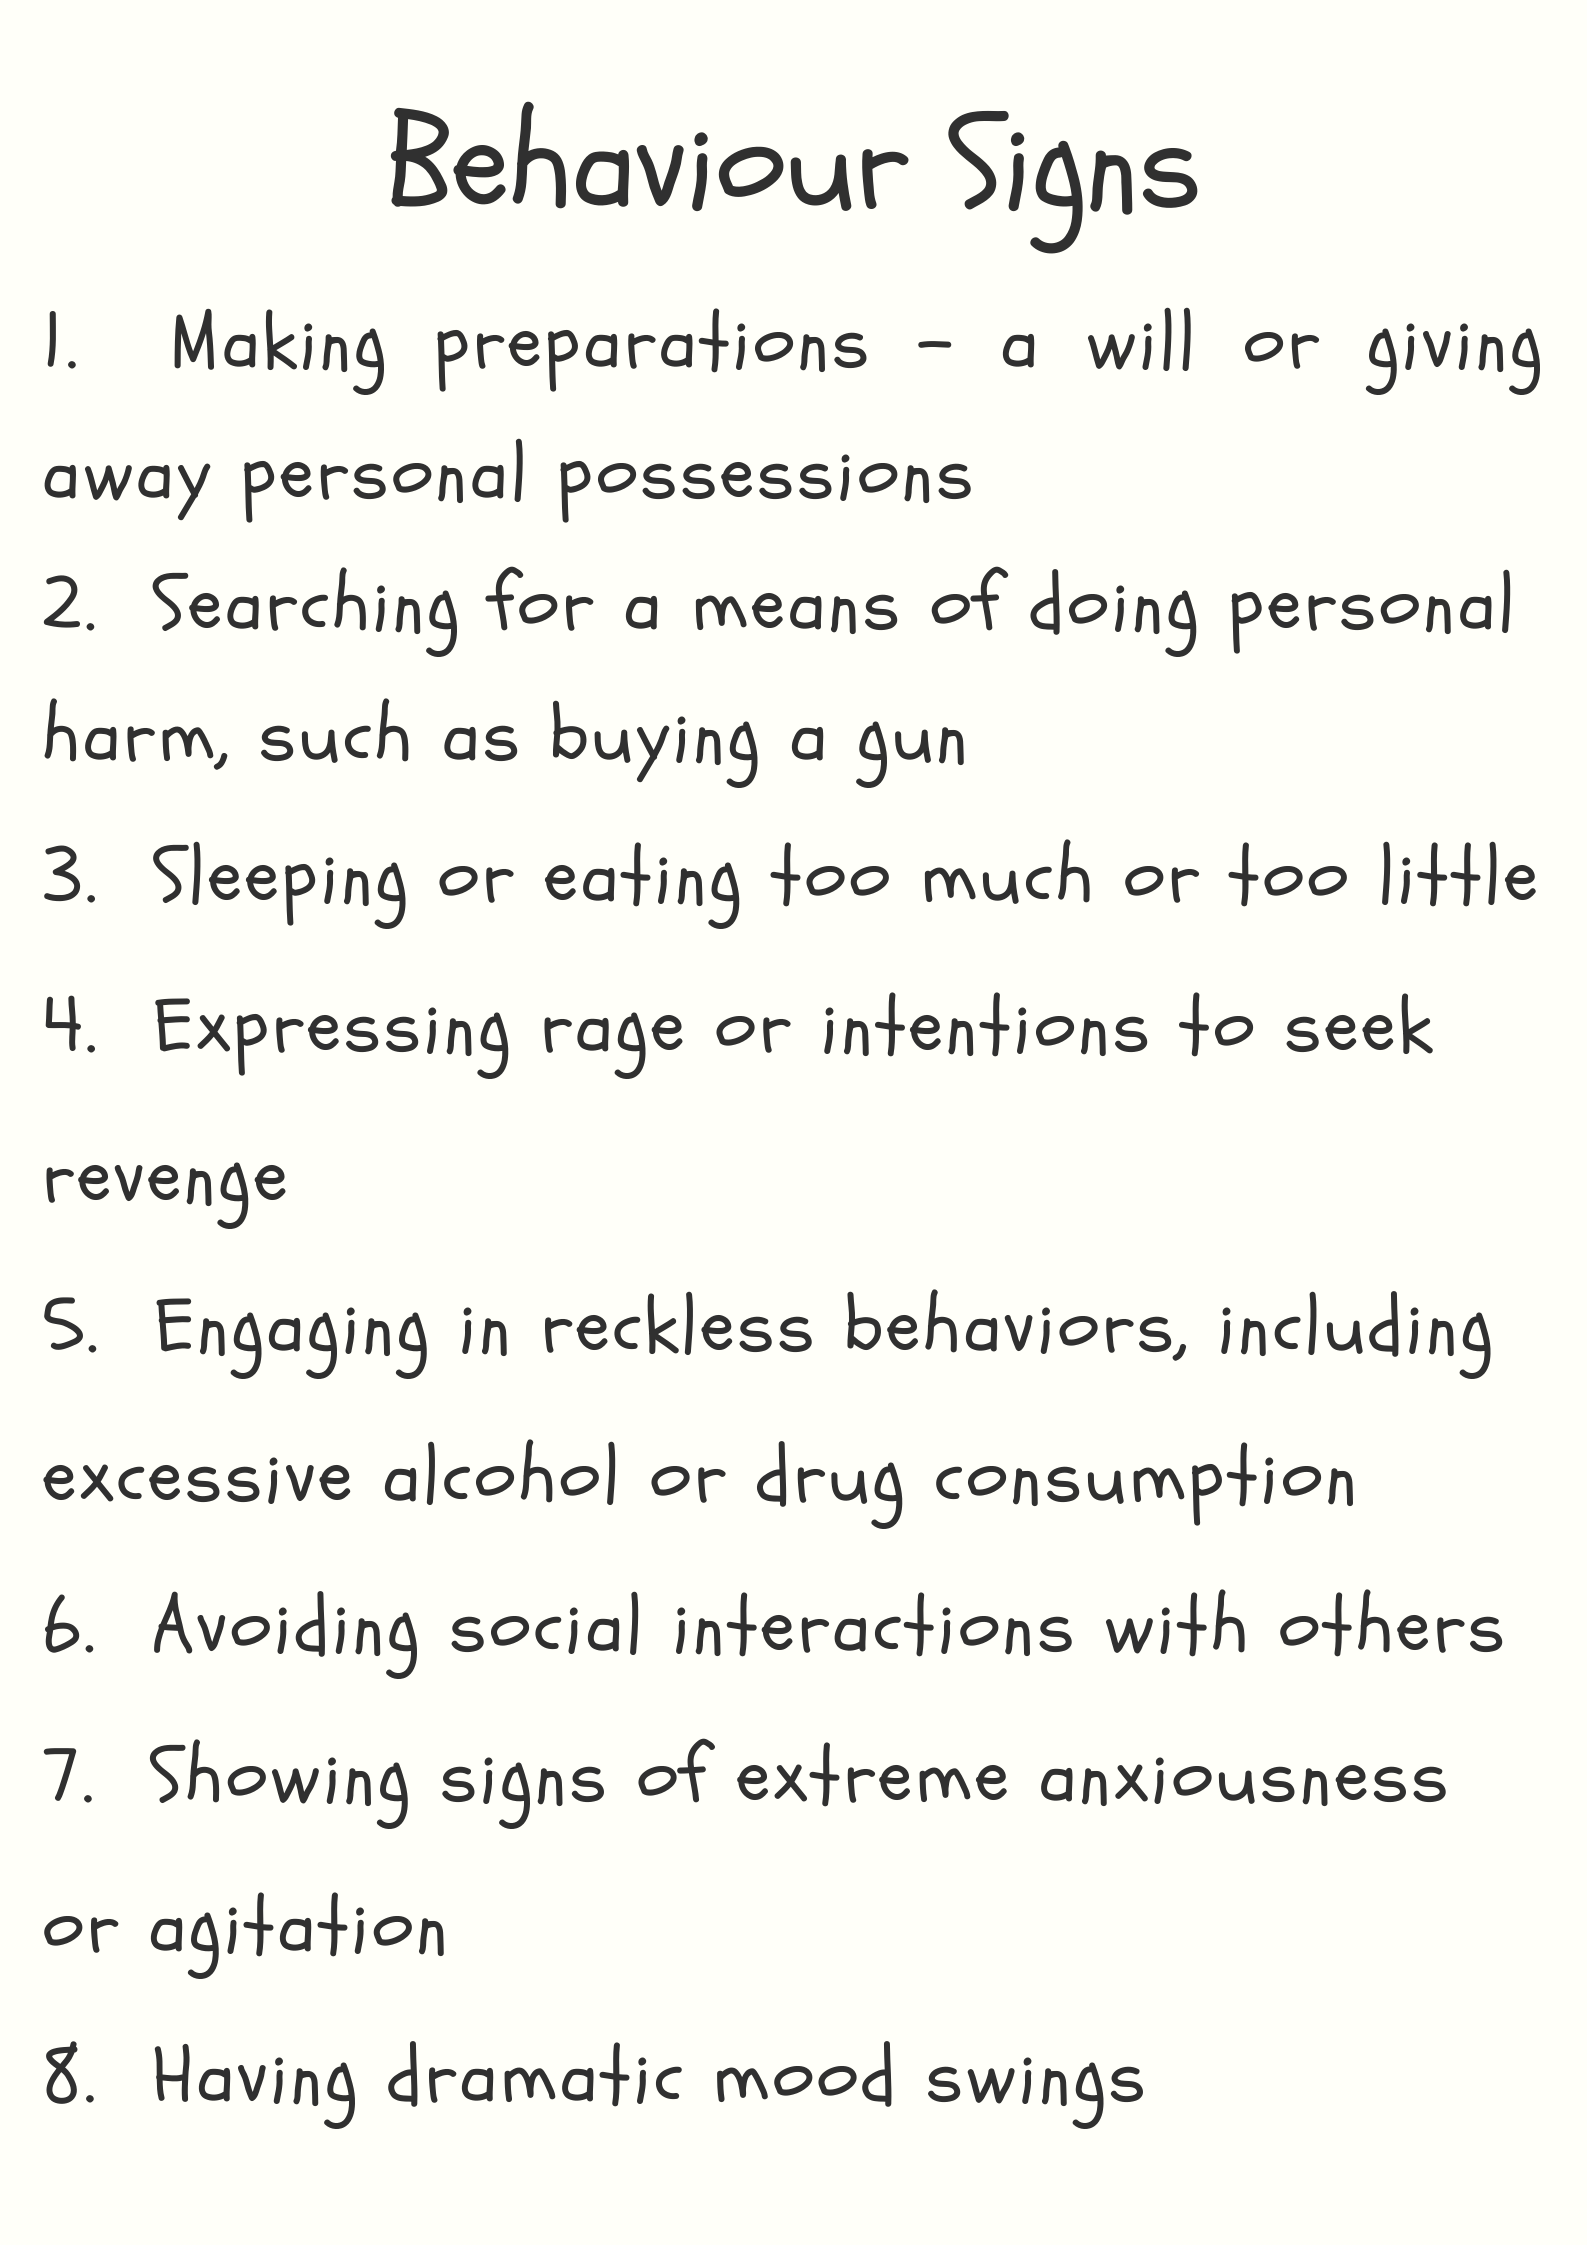 Behaviour Signs
1. Making preparations - a will or giving
away personal possessions
2. Searching for a means of doing personal
harm, such as buying a gun
3. Sleeping or eating too much or too little
4. Expressing rage or intentions to seek
revenge
5. Engaging in reckless behaviors, including
excessive alcohol or drug consumption
6. Avoiding social interactions with others
7. Showing signs of extreme anxiousness
or agitation
8. Having dramatic mood swings